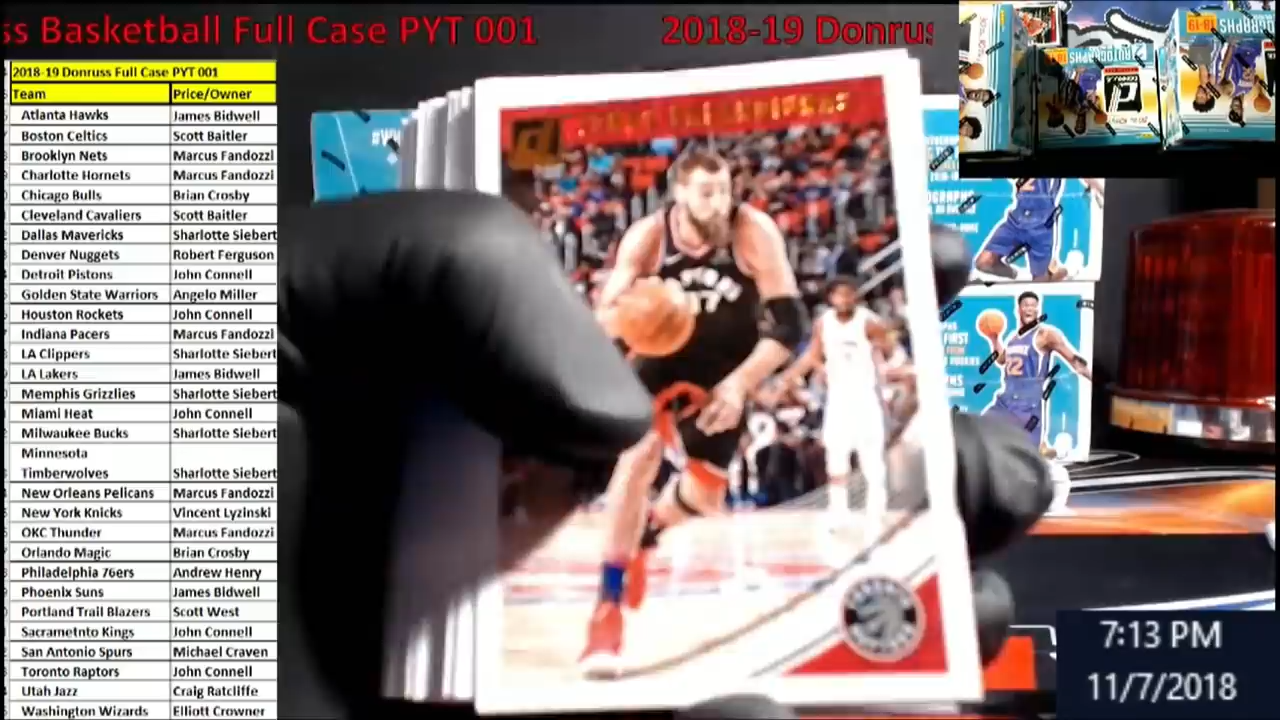 ss Basketball Full Case PYT 001 2018-19 Donrus
2018-19 Donruss Full Case PYT 001
Team Price/Owner
Atlanta Hawks James Bidwell
Boston Celtics Scott Baitler
Brooklyn Nets Marcus Fandozzi
Charlotte Hornets Marcus Fandozzi
Chicago Bulls Brian Crosby
Cleveland Cavaliers Scott Baitler
Dallas Mavericks Sharlotte Siebert
Denver Nuggets Robert Ferguson
Detroit Pistons John Connell
Golden State Warriors Angelo Miller
Houston Rockets John Connell
Indiana Pacers Marcus Fandozzi
LA Clippers Sharlotte Siebert
LA Lakers James Bidwell
Memphis Grizzlies Sharlotte Siebert
Miami Heat John Connell
Milwaukee Bucks Sharlotte Siebert
Minnesota
Timberwolves Sharlotte Siebert
New Orleans Pelicans Marcus Fandozzi
New York Knicks Vincent Lyzinski
OKC Thunder Marcus Fandozzi
Orlando Magic Brian Crosby
Philadelphia 76ers Andrew Henry
Phoenix Suns James Bidwell
Portland Trail Blazers Scott West
Sacrametnto Kings John Connell
San Antonio Spurs Michael Craven
Toronto Raptors John Connell
Utah Jazz Craig Ratcliffe
Washington Wizards Elliott Crowner
17
FIRST
22
18-19
7:13 PM
11/7/2018